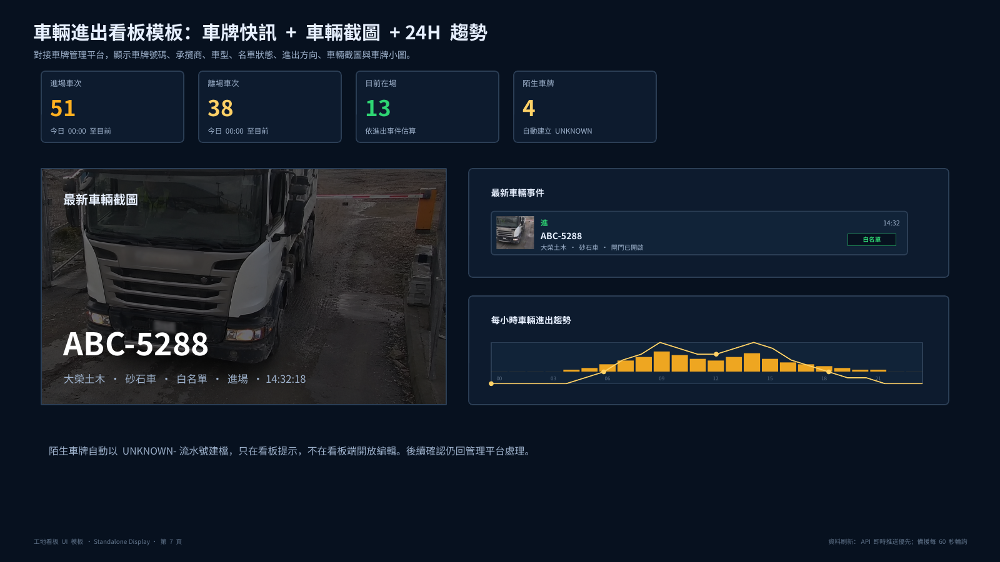 車輛進出看板模板：車牌快訊 + 車輛截圖 + 24H 趨勢
對接車牌管理平台，顯示車牌號碼、承攬商、車型、名單狀態、進出方向、車輛截圖與車牌小圖。
進場車次
51
今日 00:00 至目前
離場車次
38
今日 00:00 至目前
目前在場
13
依進出事件估算
陌生車牌
4
自動建立 UNKNOWN
最新車輛截圖
ABC-5288
大榮土木 · 砂石車 · 白名單 · 進場 · 14:32:18
最新車輛事件
進
14:32
ABC-5288
白名單
大榮土木 · 砂石車 · 閘門已開啟
每小時車輛進出趨勢
00 03 06 09 12 15 18 21
陌生車牌自動以 UNKNOWN- 流水號建檔，只在看板提示，不在看板端開放編輯。後續確認仍回管理平台處理。
工地看板 UI 模板 · Standalone Display · 第 7 頁
資料刷新： API 即時推送優先；備援每 60 秒輪詢